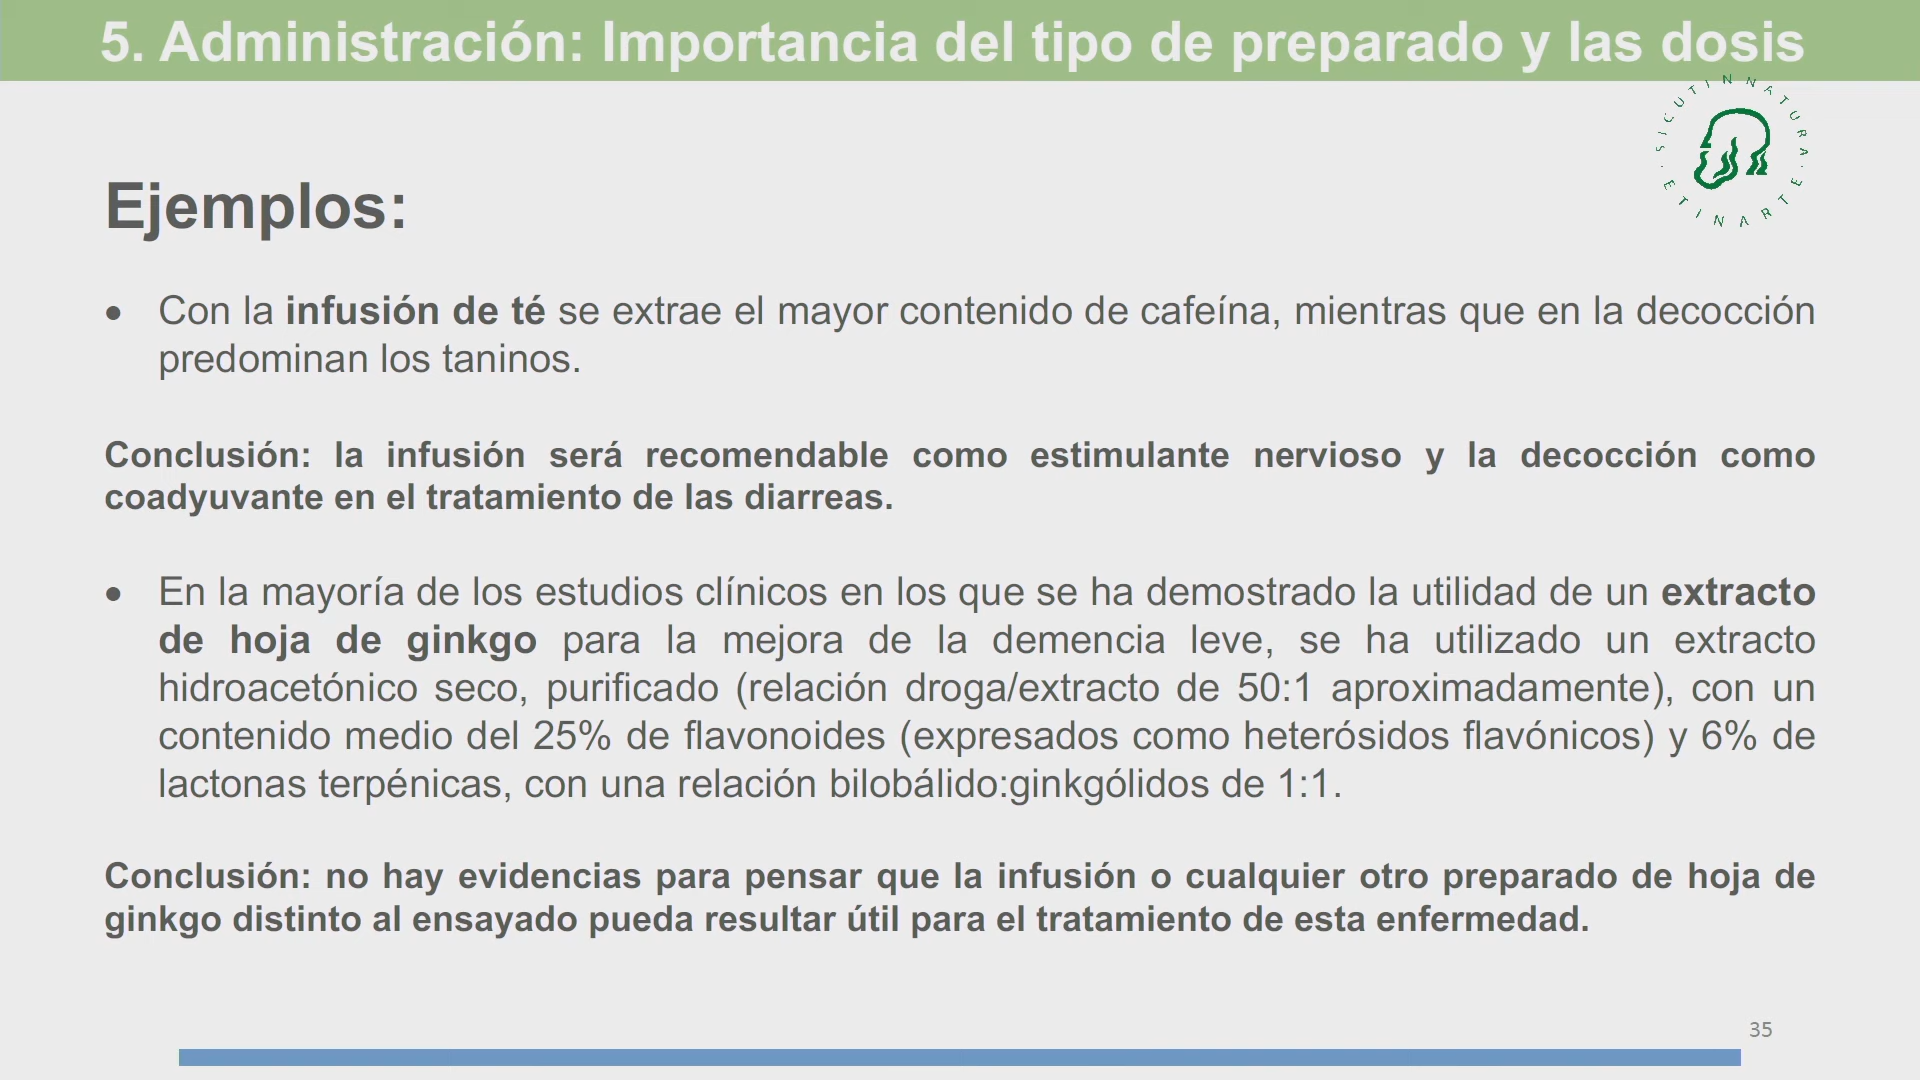 5. Administración: Importancia del tipo de preparado y las dosis
SICUT IN NATURA
· ET IN ARTE ·
Ejemplos:
• Con la infusión de té se extrae el mayor contenido de cafeína, mientras que en la decocción
predominan los taninos.
Conclusión: la infusión será recomendable como estimulante nervioso y la decocción como
coadyuvante en el tratamiento de las diarreas.
• En la mayoría de los estudios clínicos en los que se ha demostrado la utilidad de un extracto
de hoja de ginkgo para la mejora de la demencia leve, se ha utilizado un extracto
hidroacetónico seco, purificado (relación droga/extracto de 50:1 aproximadamente), con un
contenido medio del 25% de flavonoides (expresados como heterósidos flavónicos) y 6% de
lactonas terpénicas, con una relación bilobálido:ginkgólidos de 1:1.
Conclusión: no hay evidencias para pensar que la infusión o cualquier otro preparado de hoja de
ginkgo distinto al ensayado pueda resultar útil para el tratamiento de esta enfermedad.
35